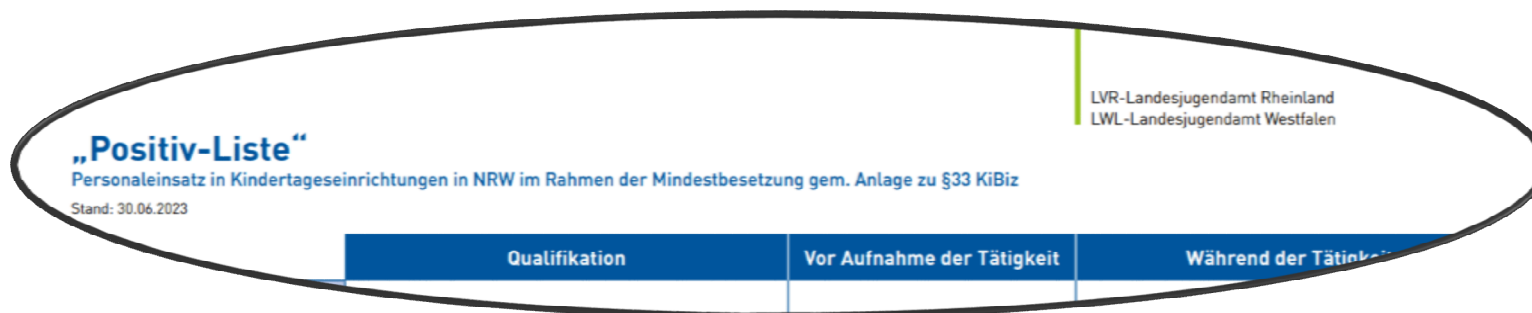 LVR-Landesjugendamt Rheinland
LWL-Landesjugendamt Westfalen
„Positiv-Liste“
Personaleinsatz in Kindertageseinrichtungen in NRW im Rahmen der Mindestbesetzung gem. Anlage zu §33 KiBiz
Stand: 30.06.2023
Qualifikation Vor Aufnahme der Tätigkeit Während der Tätigkeit